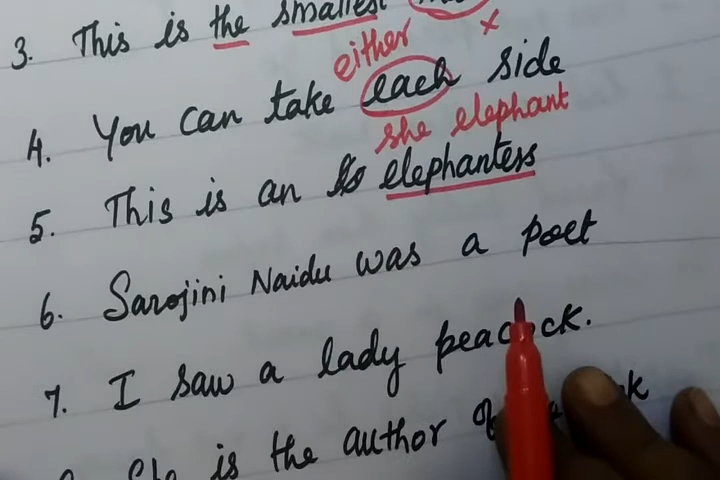 3. This is the smallest
either x
4. You can take each side
she elephant
5. This is an elephantess
6. Sarojini Naidu was a poet
7. I saw a lady peacock.
is the author